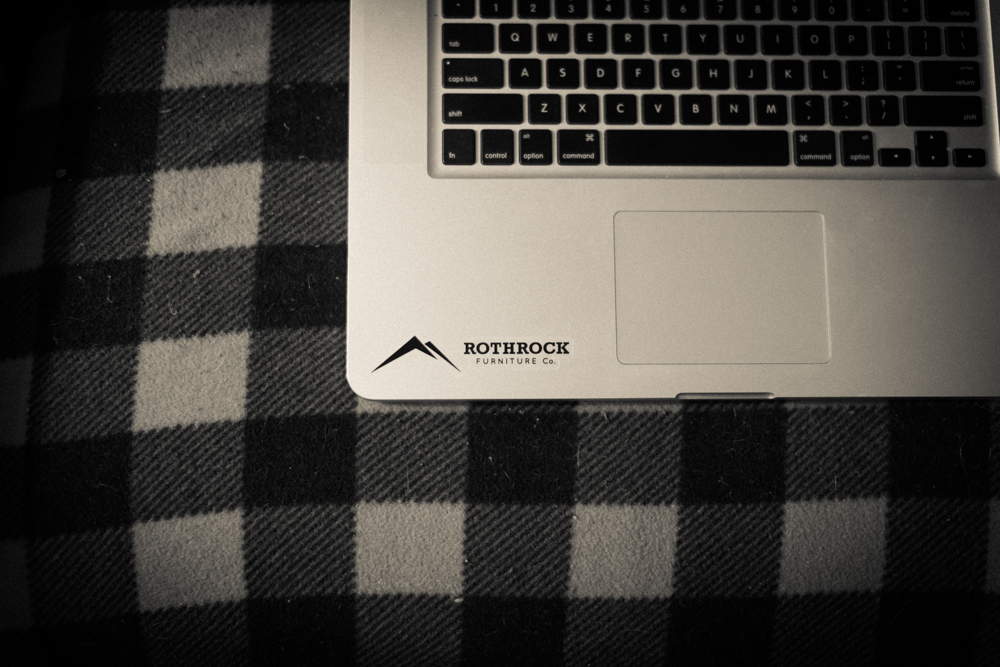 ~ 1 2 3 4 5 6 7 8 9 0 - delete
tab Q W E R T Y U I O P { [ } ] | \
caps lock A S D F G H J K L : ; " ' return
shift Z X C V B N M < , > . ? / shift
fn control alt option ⌘ command ⌘ command alt option
ROTHROCK
FURNITURE Co.